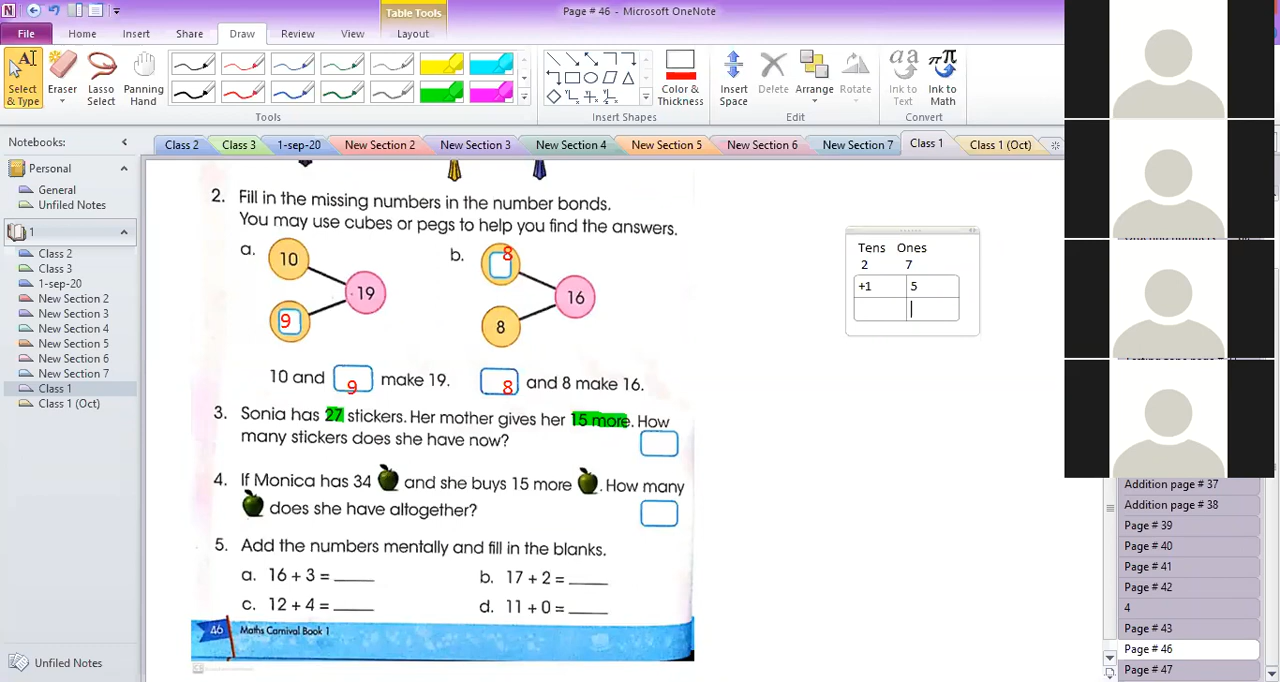 Table Tools
Page # 46 - Microsoft OneNote
File Home Insert Share Draw Review View Layout
Select & Type
Eraser
Lasso Select
Panning Hand
Color & Thickness
Insert Space
Delete
Arrange
Rotate
Ink to Text
Ink to Math
Tools
Insert Shapes
Edit
Convert
Notebooks:
Class 2 Class 3 1-sep-20 New Section 2 New Section 3 New Section 4 New Section 5 New Section 6 New Section 7 Class 1 Class 1 (Oct)
Personal
General
Unfiled Notes
1
Class 2
Class 3
1-sep-20
New Section 2
New Section 3
New Section 4
New Section 5
New Section 6
New Section 7
Class 1
Class 1 (Oct)
Unfiled Notes
2. Fill in the missing numbers in the number bonds.
You may use cubes or pegs to help you find the answers.
a. 10 9 19
b. 8 8 16
10 and 9 make 19.
8 and 8 make 16.
3. Sonia has 27 stickers. Her mother gives her 15 more. How
many stickers does she have now?
4. If Monica has 34 and she buys 15 more . How many
does she have altogether?
5. Add the numbers mentally and fill in the blanks.
a. 16 + 3 = ____ b. 17 + 2 = ____
c. 12 + 4 = ____ d. 11 + 0 = ____
46 Maths Carnival Book 1
Tens Ones
2 7
+1 5
Addition page # 37
Addition page # 38
Page # 39
Page # 40
Page # 41
Page # 42
4
Page # 43
Page # 46
Page # 47